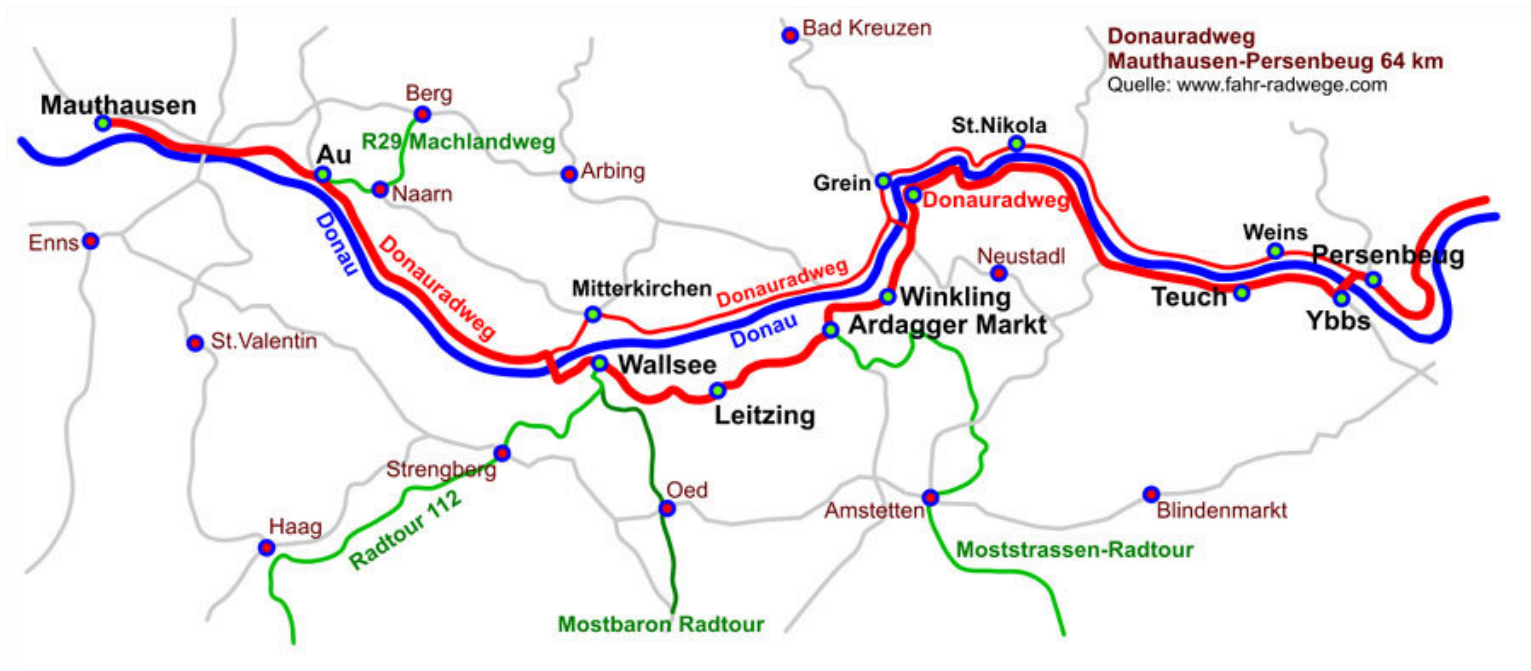 Bad Kreuzen
Donauradweg
Mauthausen-Persenbeug 64 km
Quelle: www.fahr-radwege.com
Mauthausen
Berg
R29 Machlandweg
St.Nikola
Au
Arbing
Naarn
Grein
Donauradweg
Enns
Donau
Donauradweg
Neustadl
Weins
Persenbeug
Mitterkirchen
Donauradweg
Winkling
Teuch
Ybbs
Donau
Ardagger Markt
St.Valentin
Wallsee
Leitzing
Strengberg
Oed
Amstetten
Blindenmarkt
Haag
Radtour 112
Moststrassen-Radtour
Mostbaron Radtour